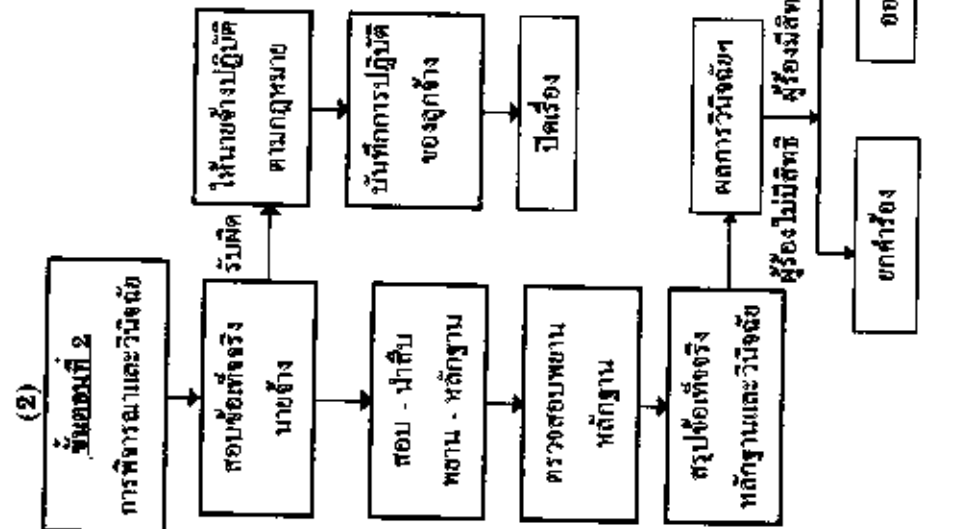 (2)
ขั้นตอนที่ 2
การพิจารณาและวินิจฉัย
สอบข้อเท็จจริง
นายจ้าง
รับผิด
ให้นายจ้างปฏิบัติ
ตามกฎหมาย
บันทึกการปฏิบัติ
ของลูกจ้าง
ปิดเรื่อง
สอบ - นำสืบ
พยาน - หลักฐาน
ตรวจสอบพยาน
หลักฐาน
สรุปข้อเท็จจริง
หลักฐานและวินิจฉัย
ผลการวินิจฉัยฯ
ผู้ร้องไม่มีสิทธิ
ผู้ร้องมีสิท
ยกคำร้อง